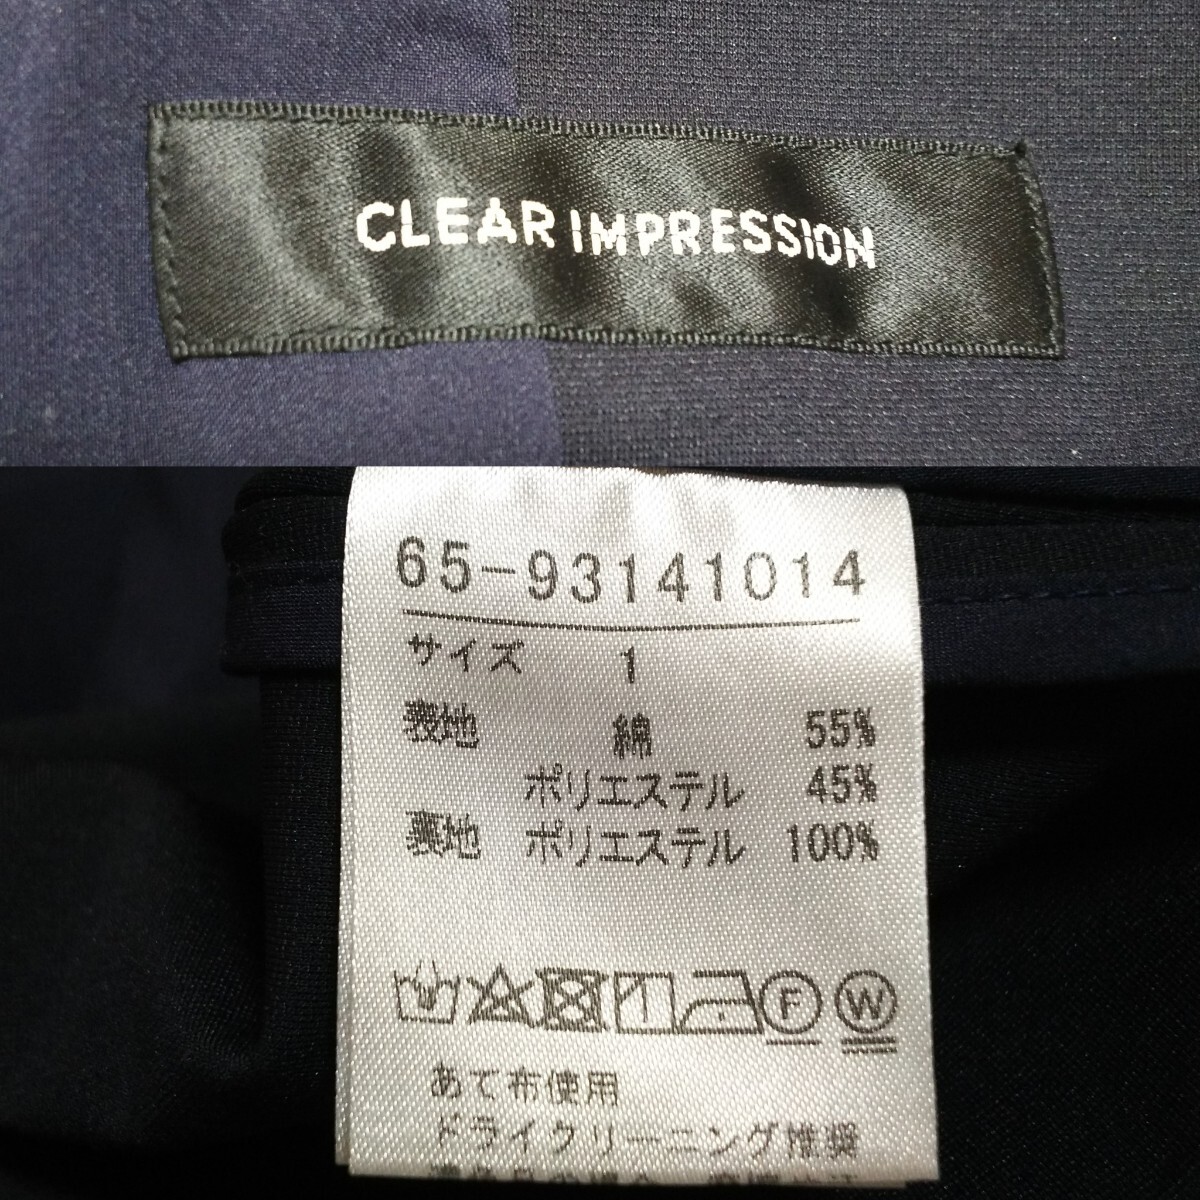 CLEAR IMPRESSION
65-93141014
サイズ 1
表地 綿 55%
ポリエステル 45%
裏地 ポリエステル 100%
F W
あて布使用
ドライクリーニング推奨